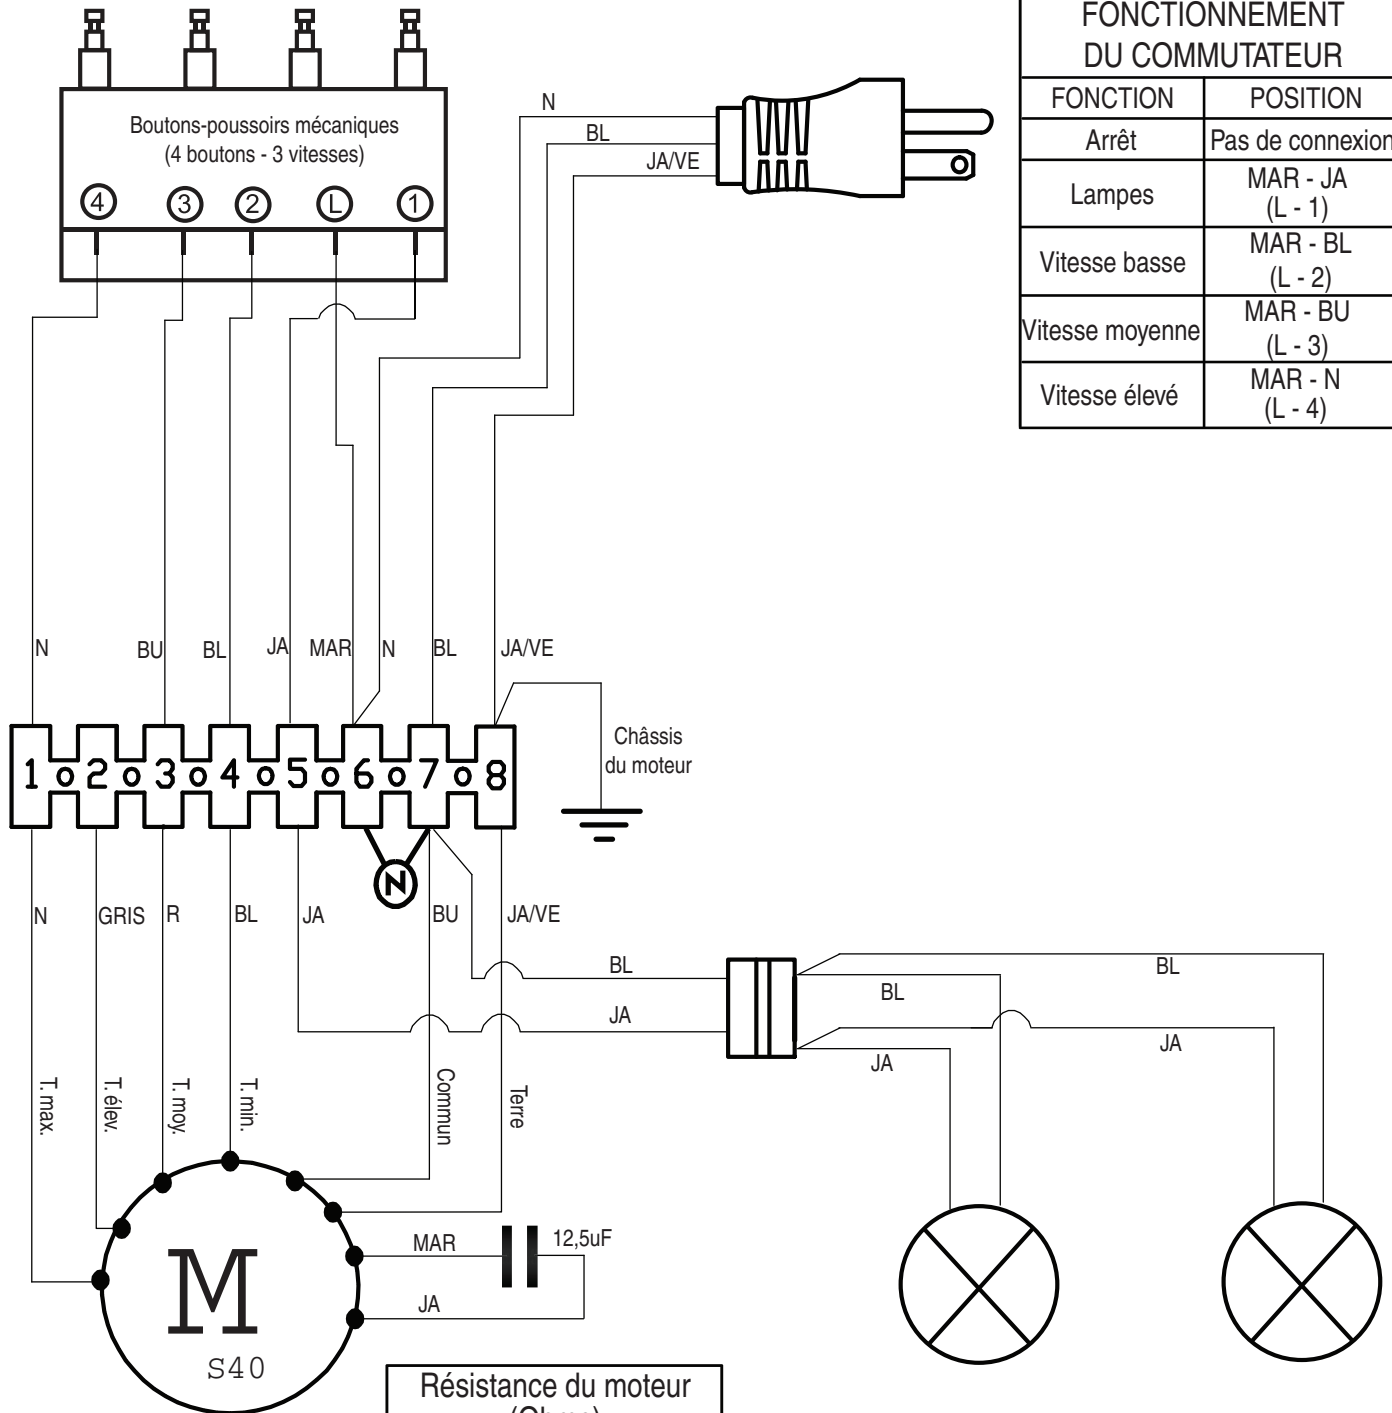 FONCTIONNEMENT
DU COMMUTATEUR
FONCTION POSITION
Arrêt Pas de connexion
Lampes MAR - JA
(L - 1)
Vitesse basse MAR - BL
(L - 2)
Vitesse moyenne MAR - BU
(L - 3)
Vitesse élevé MAR - N
(L - 4)
Boutons-poussoirs mécaniques
(4 boutons - 3 vitesses)
4 3 2 L 1
N
BL
JA/VE
N BU BL JA MAR N BL JA/VE
Châssis
du moteur
1 2 3 4 5 6 7 8
N
N GRIS R BL JA BU JA/VE
BL
JA
BL
BL
JA
JA
T. max.
T. élev.
T. moy.
T. min.
Commun
Terre
MAR
12,5uF
JA
M
S40
Résistance du moteur
(Ohms)